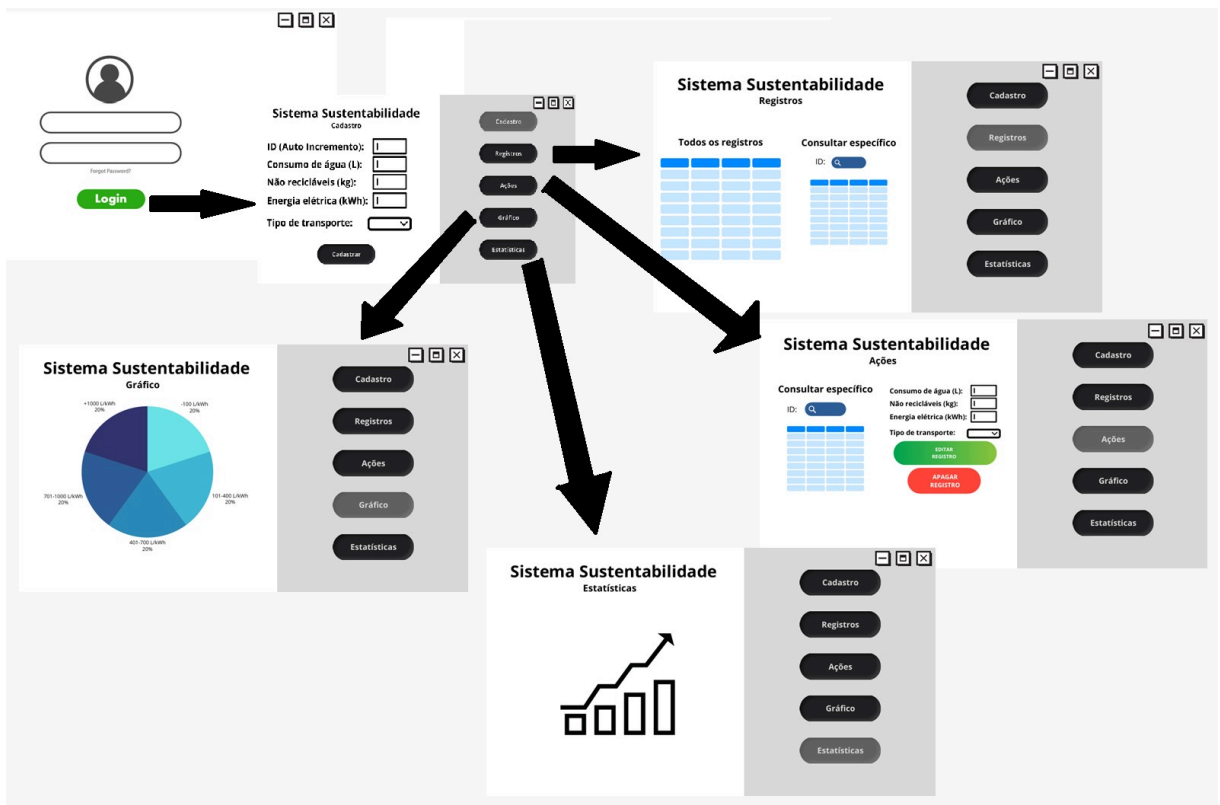 Forgot Password?
Login
Sistema Sustentabilidade
Cadastro
ID (Auto Incremento):
Consumo de água (L):
Não recicláveis (kg):
Energia elétrica (kWh):
Tipo de transporte:
Cadastrar
Cadastro
Registros
Ações
Gráfico
Estatísticas
Sistema Sustentabilidade
Registros
Todos os registros
Consultar específico
ID:
Cadastro
Registros
Ações
Gráfico
Estatísticas
Sistema Sustentabilidade
Ações
Consultar específico
ID:
Consumo de água (L):
Não recicláveis (kg):
Energia elétrica (kWh):
Tipo de transporte:
EDITAR
REGISTRO
APAGAR
REGISTRO
Cadastro
Registros
Ações
Gráfico
Estatísticas
Sistema Sustentabilidade
Gráfico
+1000 L/kWh
20%
-100 L/kWh
20%
701-1000 L/kWh
20%
101-400 L/kWh
20%
401-700 L/kWh
20%
Cadastro
Registros
Ações
Gráfico
Estatísticas
Sistema Sustentabilidade
Estatísticas
Cadastro
Registros
Ações
Gráfico
Estatísticas